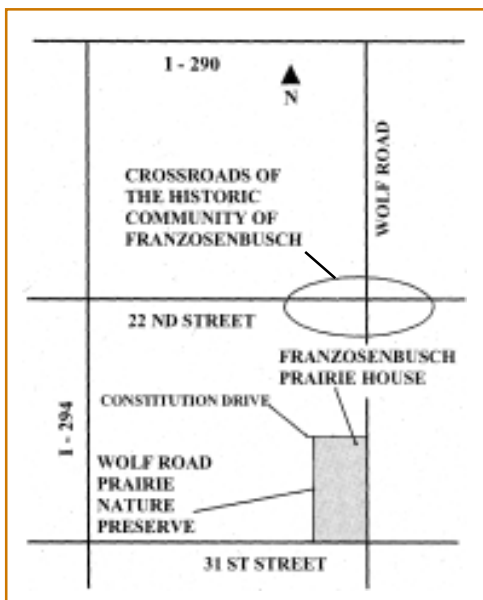 I - 290
N
WOLF ROAD
CROSSROADS OF
THE HISTORIC
COMMUNITY OF
FRANZOSENBUSCH
22 ND STREET
FRANZOSENBUSCH
PRAIRIE HOUSE
CONSTITUTION DRIVE
I - 294
WOLF ROAD
PRAIRIE
NATURE
PRESERVE
31 ST STREET